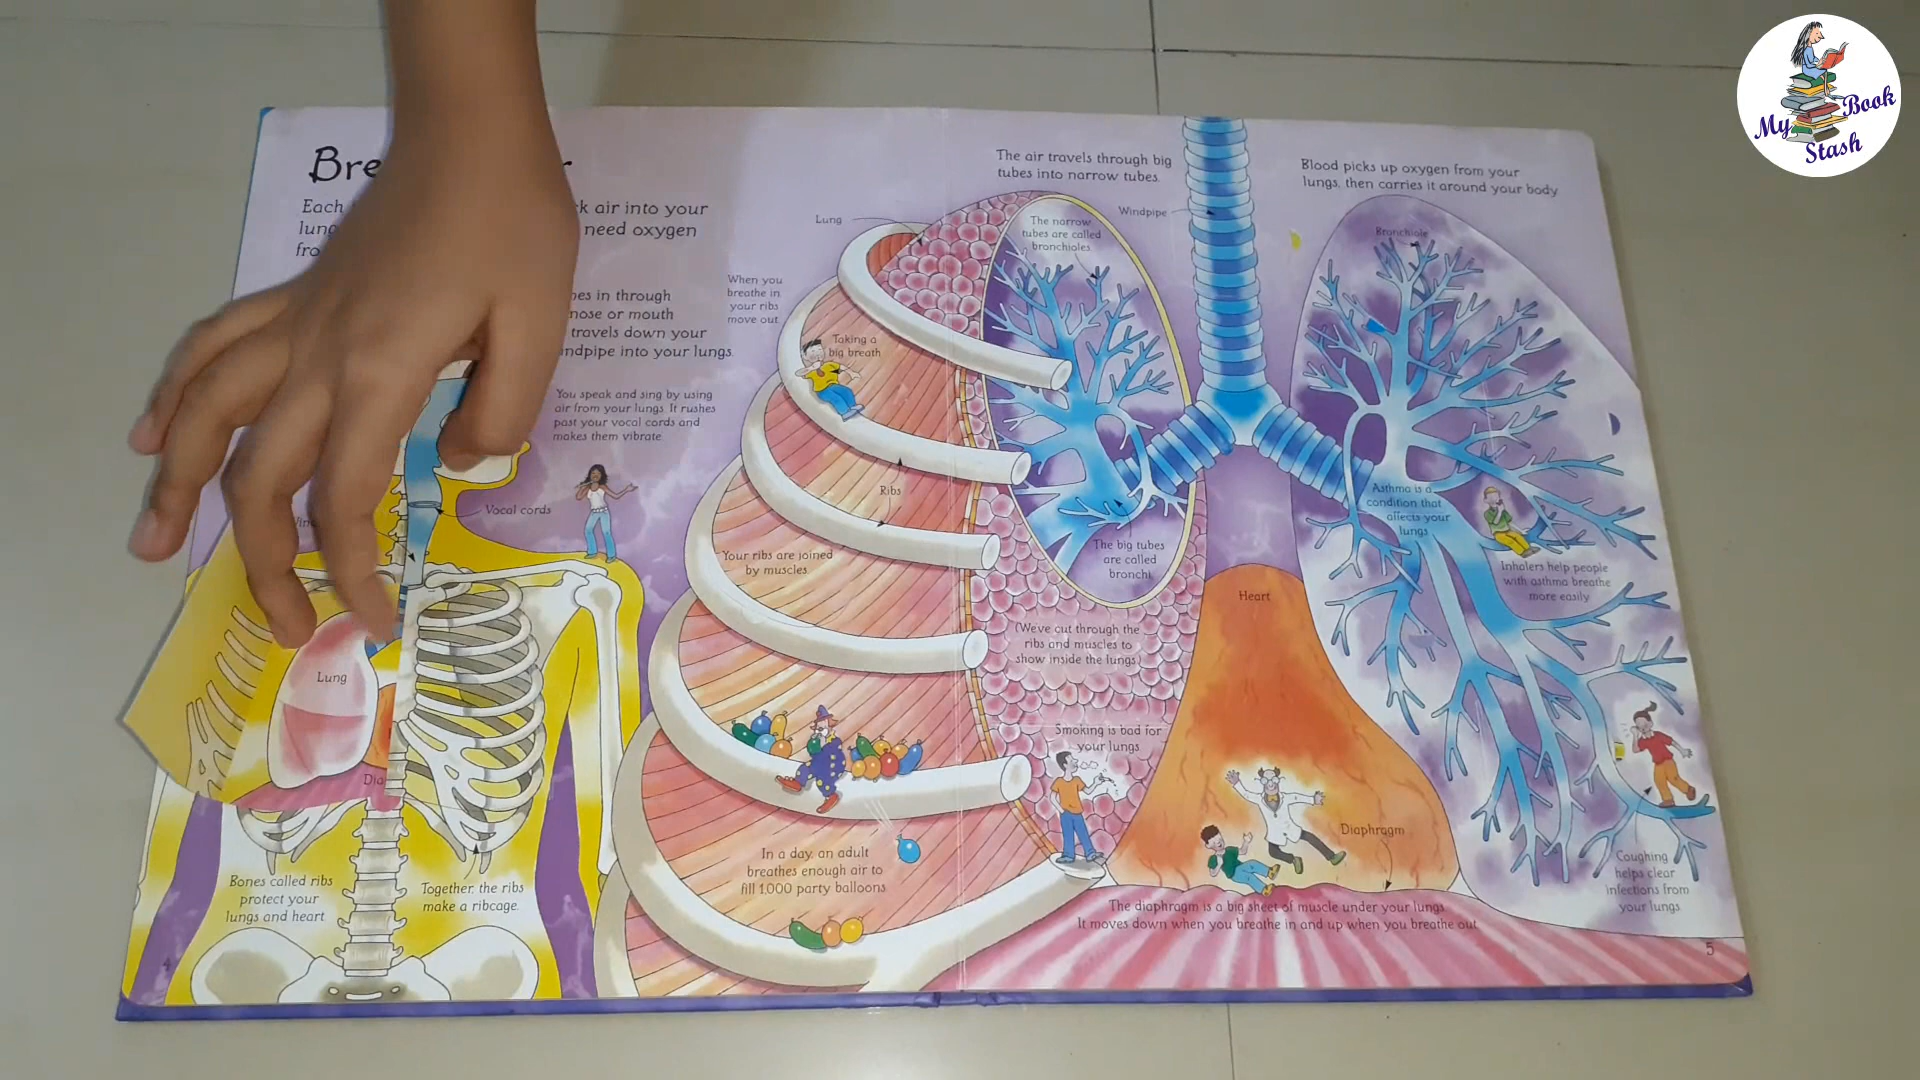 Bre
Each
k air into your
lung
need oxygen
fro
nose or mouth
travels down your
into your lungs.
You speak and sing by using
air from your lungs. It rushes
past your vocal cords and
makes them vibrate.
Vocal cords
Lung
Bones called ribs
protect your
lungs and heart.
Together, the ribs
make a ribcage.
4
Lung
When you
breathe in
your ribs
move out.
Taking a
big breath
Ribs
Your ribs are joined
by muscles.
In a day, an adult
breathes enough air to
fill 1,000 party balloons.
The air travels through big
tubes into narrow tubes.
Windpipe
The narrow
tubes are called
bronchioles.
The big tubes
are called
bronchi.
(We've cut through the
ribs and muscles to
show inside the lungs.)
Smoking is bad for
your lungs.
Heart
Diaphragm
The diaphragm is a big sheet of muscle under your lungs.
It moves down when you breathe in and up when you breathe out.
Blood picks up oxygen from your
lungs, then carries it around your body.
Bronchiole
Asthma is a
condition that
affects your
lungs.
Inhalers help people
with asthma breathe
more easily.
Coughing
helps clear
infections from
your lungs.
5
My Book
Stash